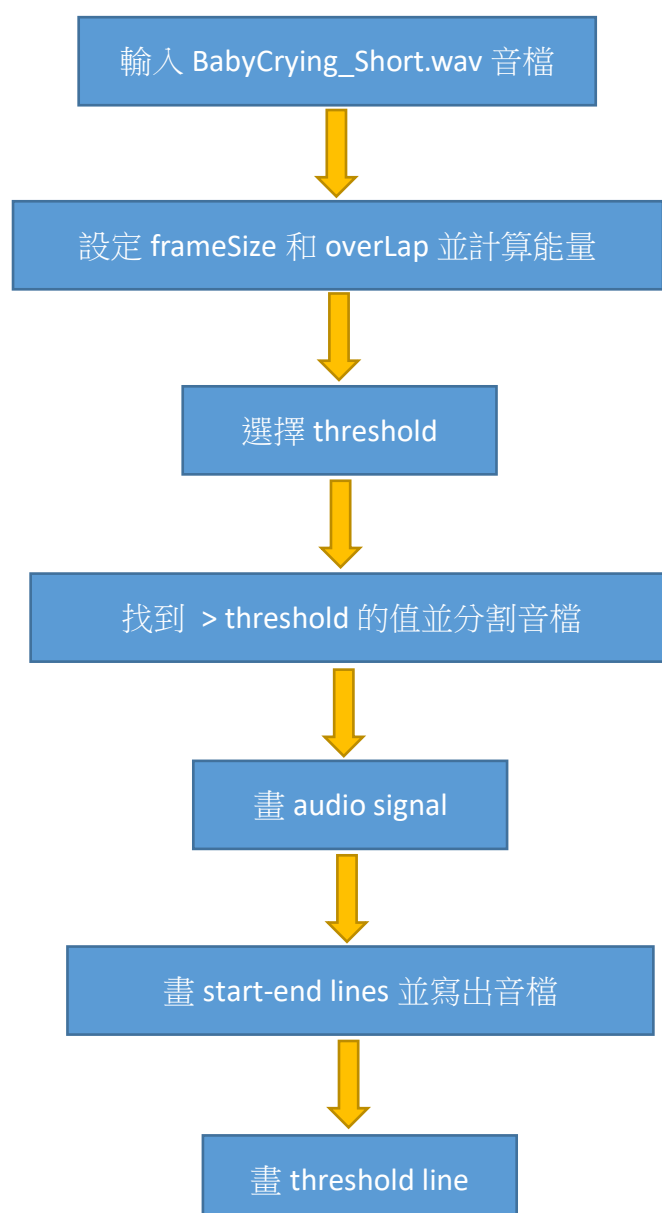 輸入 BabyCrying_Short.wav 音檔
設定 frameSize 和 overLap 並計算能量
選擇 threshold
找到 > threshold 的值並分割音檔
畫 audio signal
畫 start-end lines 並寫出音檔
畫 threshold line